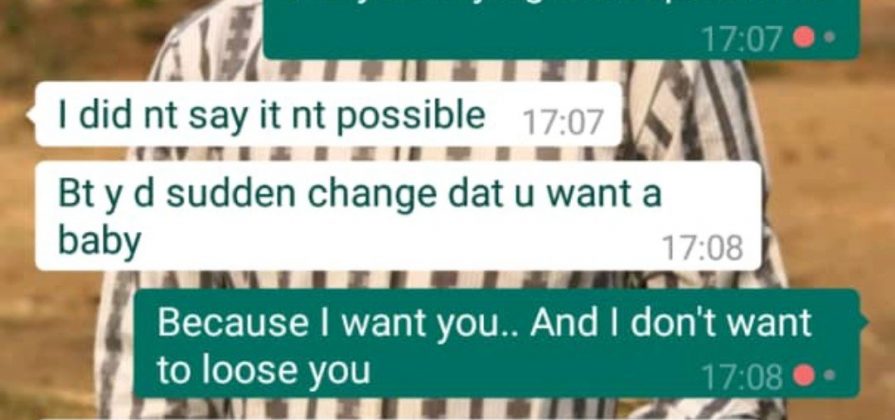 17:07
I did nt say it nt possible 17:07
Bt y d sudden change dat u want a
baby 17:08
Because I want you.. And I don't want
to loose you 17:08